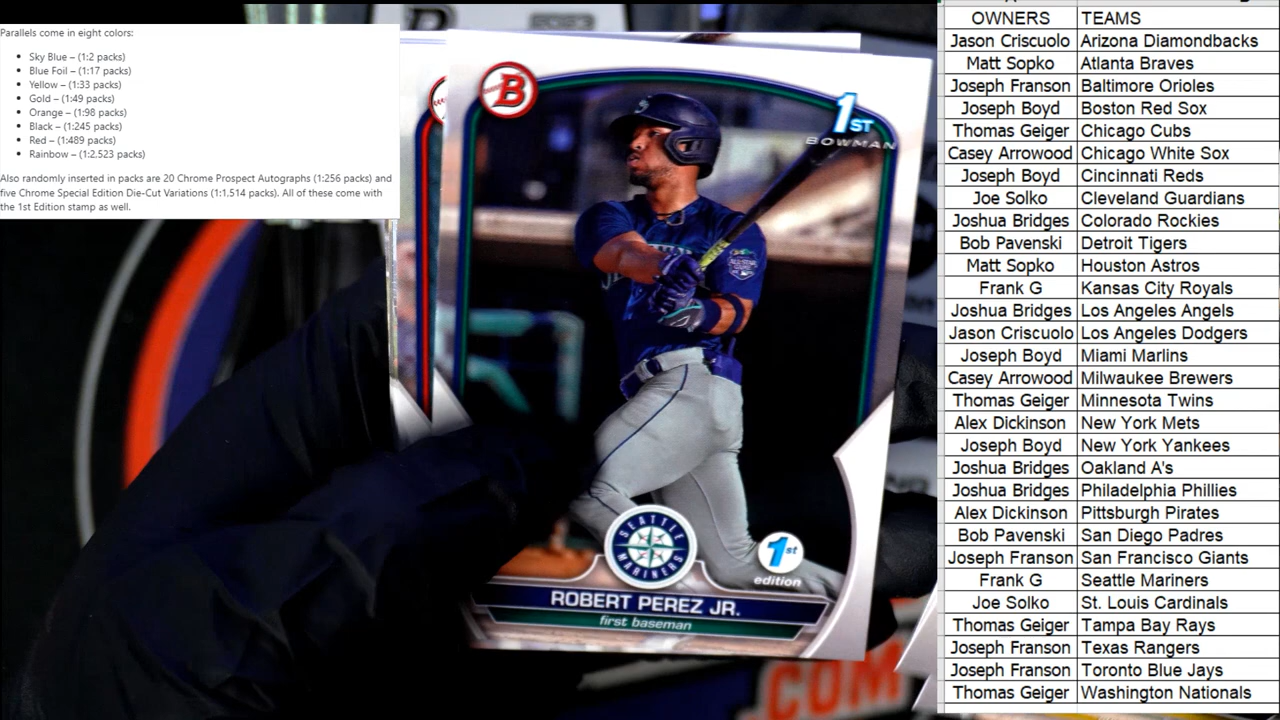 Parallels come in eight colors:
Sky Blue – (1:2 packs)
Blue Foil – (1:17 packs)
Yellow – (1:33 packs)
Gold – (1:49 packs)
Orange – (1:98 packs)
Black – (1:245 packs)
Red – (1:489 packs)
Rainbow – (1:2,523 packs)
Also randomly inserted in packs are 20 Chrome Prospect Autographs (1:256 packs) and
five Chrome Special Edition Die-Cut Variations (1:1,514 packs). All of these come with
the 1st Edition stamp as well.
B
1ST
BOWMAN
SEATTLE
MARINERS
1st
edition
ROBERT PEREZ JR.
first baseman
.COM
OWNERS TEAMS
Jason Criscuolo Arizona Diamondbacks
Matt Sopko Atlanta Braves
Joseph Franson Baltimore Orioles
Joseph Boyd Boston Red Sox
Thomas Geiger Chicago Cubs
Casey Arrowood Chicago White Sox
Joseph Boyd Cincinnati Reds
Joe Solko Cleveland Guardians
Joshua Bridges Colorado Rockies
Bob Pavenski Detroit Tigers
Matt Sopko Houston Astros
Frank G Kansas City Royals
Joshua Bridges Los Angeles Angels
Jason Criscuolo Los Angeles Dodgers
Joseph Boyd Miami Marlins
Casey Arrowood Milwaukee Brewers
Thomas Geiger Minnesota Twins
Alex Dickinson New York Mets
Joseph Boyd New York Yankees
Joshua Bridges Oakland A's
Joshua Bridges Philadelphia Phillies
Alex Dickinson Pittsburgh Pirates
Bob Pavenski San Diego Padres
Joseph Franson San Francisco Giants
Frank G Seattle Mariners
Joe Solko St. Louis Cardinals
Thomas Geiger Tampa Bay Rays
Joseph Franson Texas Rangers
Joseph Franson Toronto Blue Jays
Thomas Geiger Washington Nationals